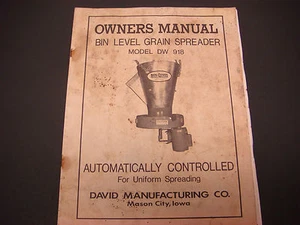 OWNERS MANUAL
BIN LEVEL GRAIN SPREADER
MODEL DW 918
AUTOMATICALLY CONTROLLED
For Uniform Spreading
DAVID MANUFACTURING CO.
Mason City, Iowa